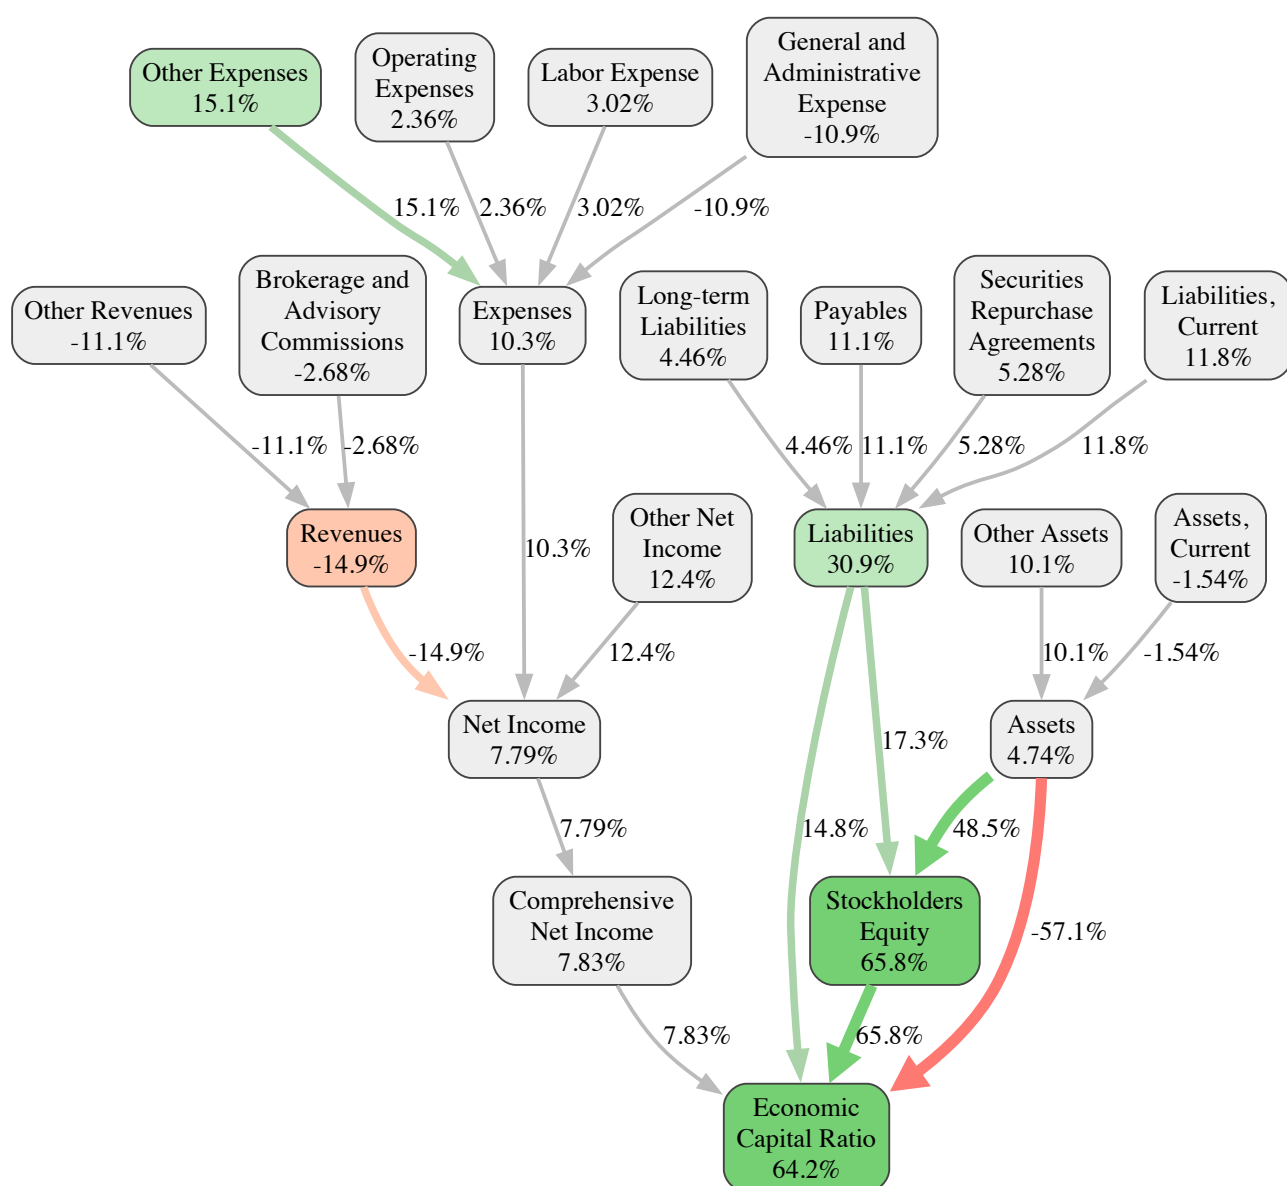 Other Expenses
15.1%
Operating
Expenses
2.36%
Labor Expense
3.02%
General and
Administrative
Expense
-10.9%
15.1%
2.36%
3.02%
-10.9%
Other Revenues
-11.1%
Brokerage and
Advisory
Commissions
-2.68%
Expenses
10.3%
Long-term
Liabilities
4.46%
Payables
11.1%
Securities
Repurchase
Agreements
5.28%
Liabilities,
Current
11.8%
-11.1%
-2.68%
4.46%
11.1%
5.28%
11.8%
Revenues
-14.9%
10.3%
Other Net
Income
12.4%
Liabilities
30.9%
Other Assets
10.1%
Assets,
Current
-1.54%
-14.9%
12.4%
10.1%
-1.54%
Net Income
7.79%
17.3%
Assets
4.74%
7.79%
14.8%
48.5%
Comprehensive
Net Income
7.83%
Stockholders
Equity
65.8%
-57.1%
7.83%
65.8%
Economic
Capital Ratio
64.2%